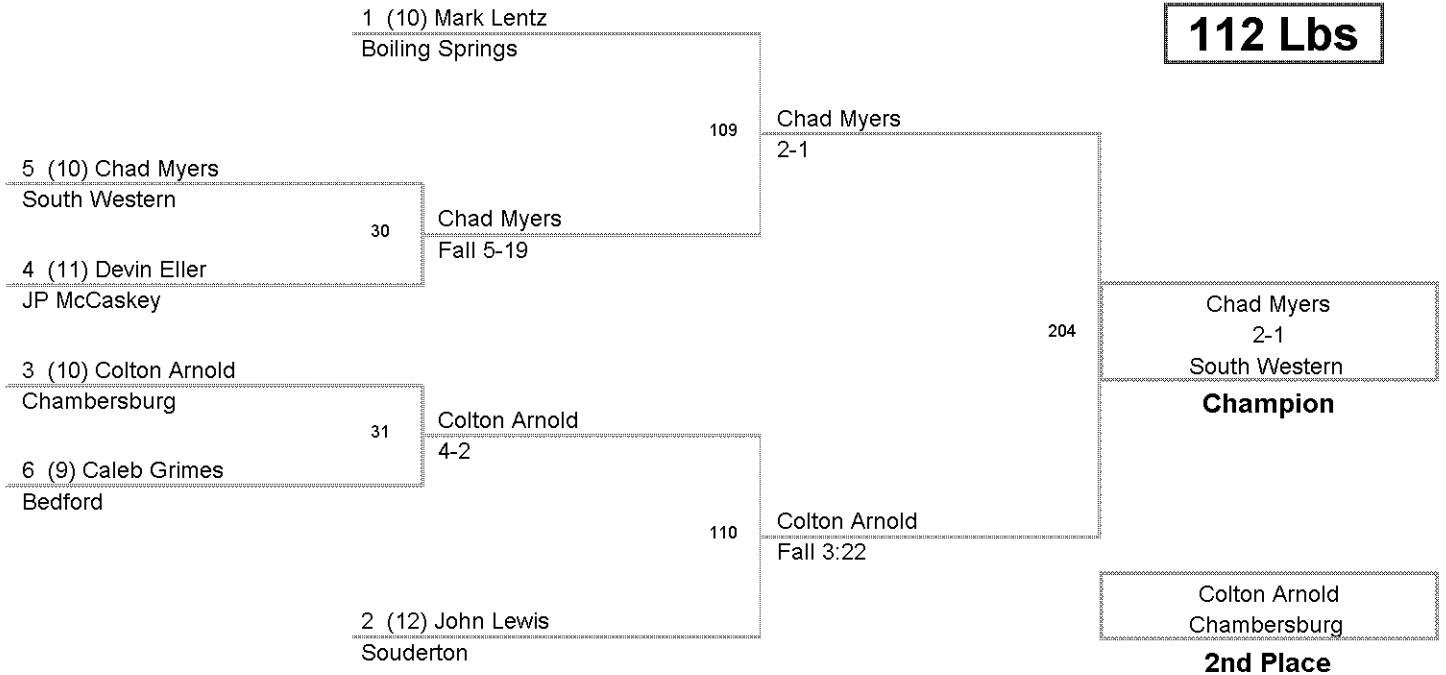 1 (10) Mark Lentz
Boiling Springs
112 Lbs
109
Chad Myers
2-1
5 (10) Chad Myers
South Western
30
Chad Myers
Fall 5-19
4 (11) Devin Eller
JP McCaskey
204
Chad Myers
2-1
South Western
Champion
3 (10) Colton Arnold
Chambersburg
31
Colton Arnold
4-2
6 (9) Caleb Grimes
Bedford
110
Colton Arnold
Fall 3:22
2 (12) John Lewis
Souderton
Colton Arnold
Chambersburg
2nd Place